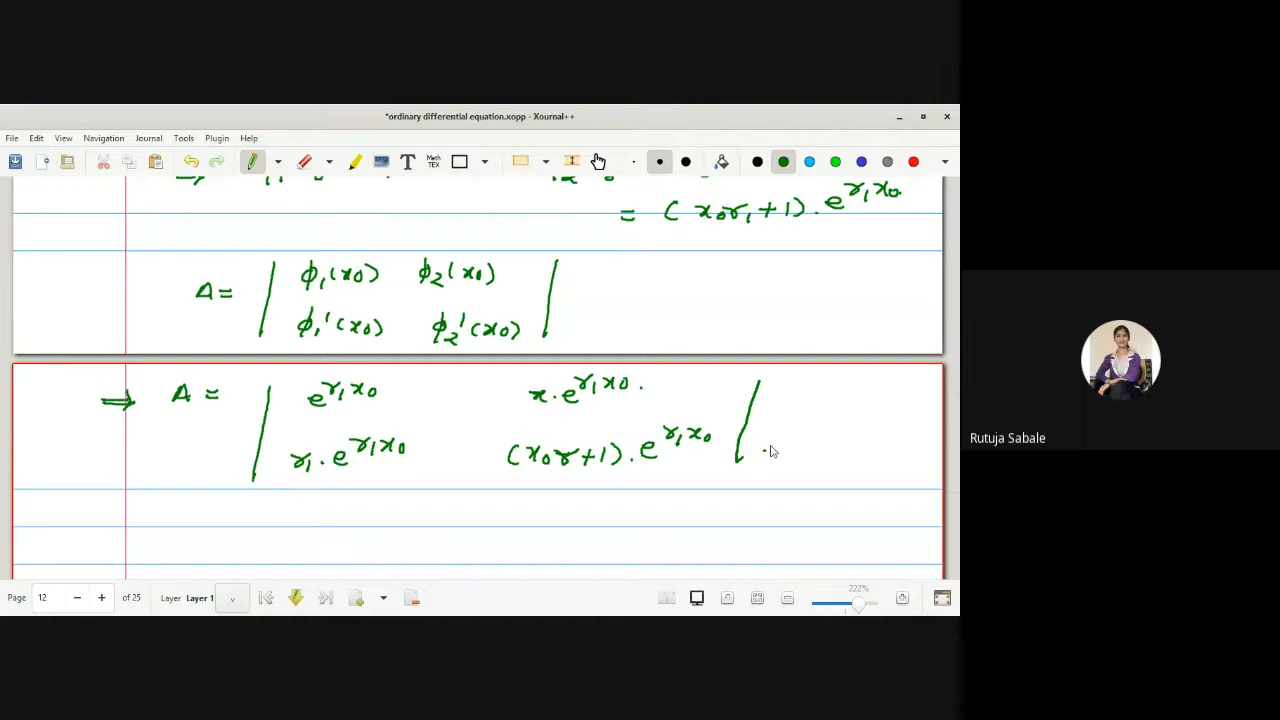 *ordinary differential equation.xopp - Xournal++
File Edit View Navigation Journal Tools Plugin Help
= (x₀r₁+1).e^{r₁x₀}
Δ = | ϕ₁(x₀) ϕ₂(x₀) |
| ϕ₁'(x₀) ϕ₂'(x₀) |
⇒ Δ = | e^{r₁x₀} x.e^{r₁x₀}. |
| r₁.e^{r₁x₀} (x₀r+1).e^{r₁x₀} |
Rutuja Sabale
Page 12 of 25 Layer Layer 1 222%